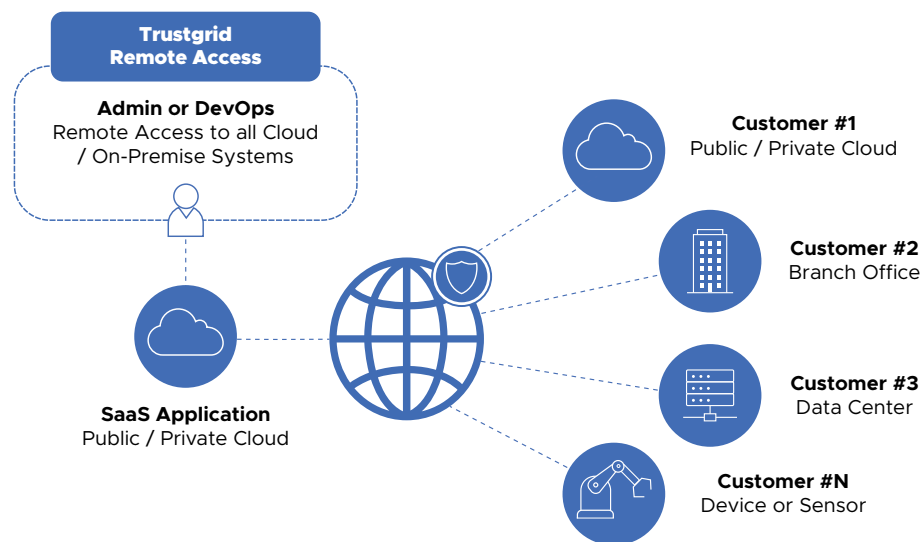 Trustgrid
Remote Access
Admin or DevOps
Remote Access to all Cloud
/ On-Premise Systems
SaaS Application
Public / Private Cloud
Customer #1
Public / Private Cloud
Customer #2
Branch Office
Customer #3
Data Center
Customer #N
Device or Sensor